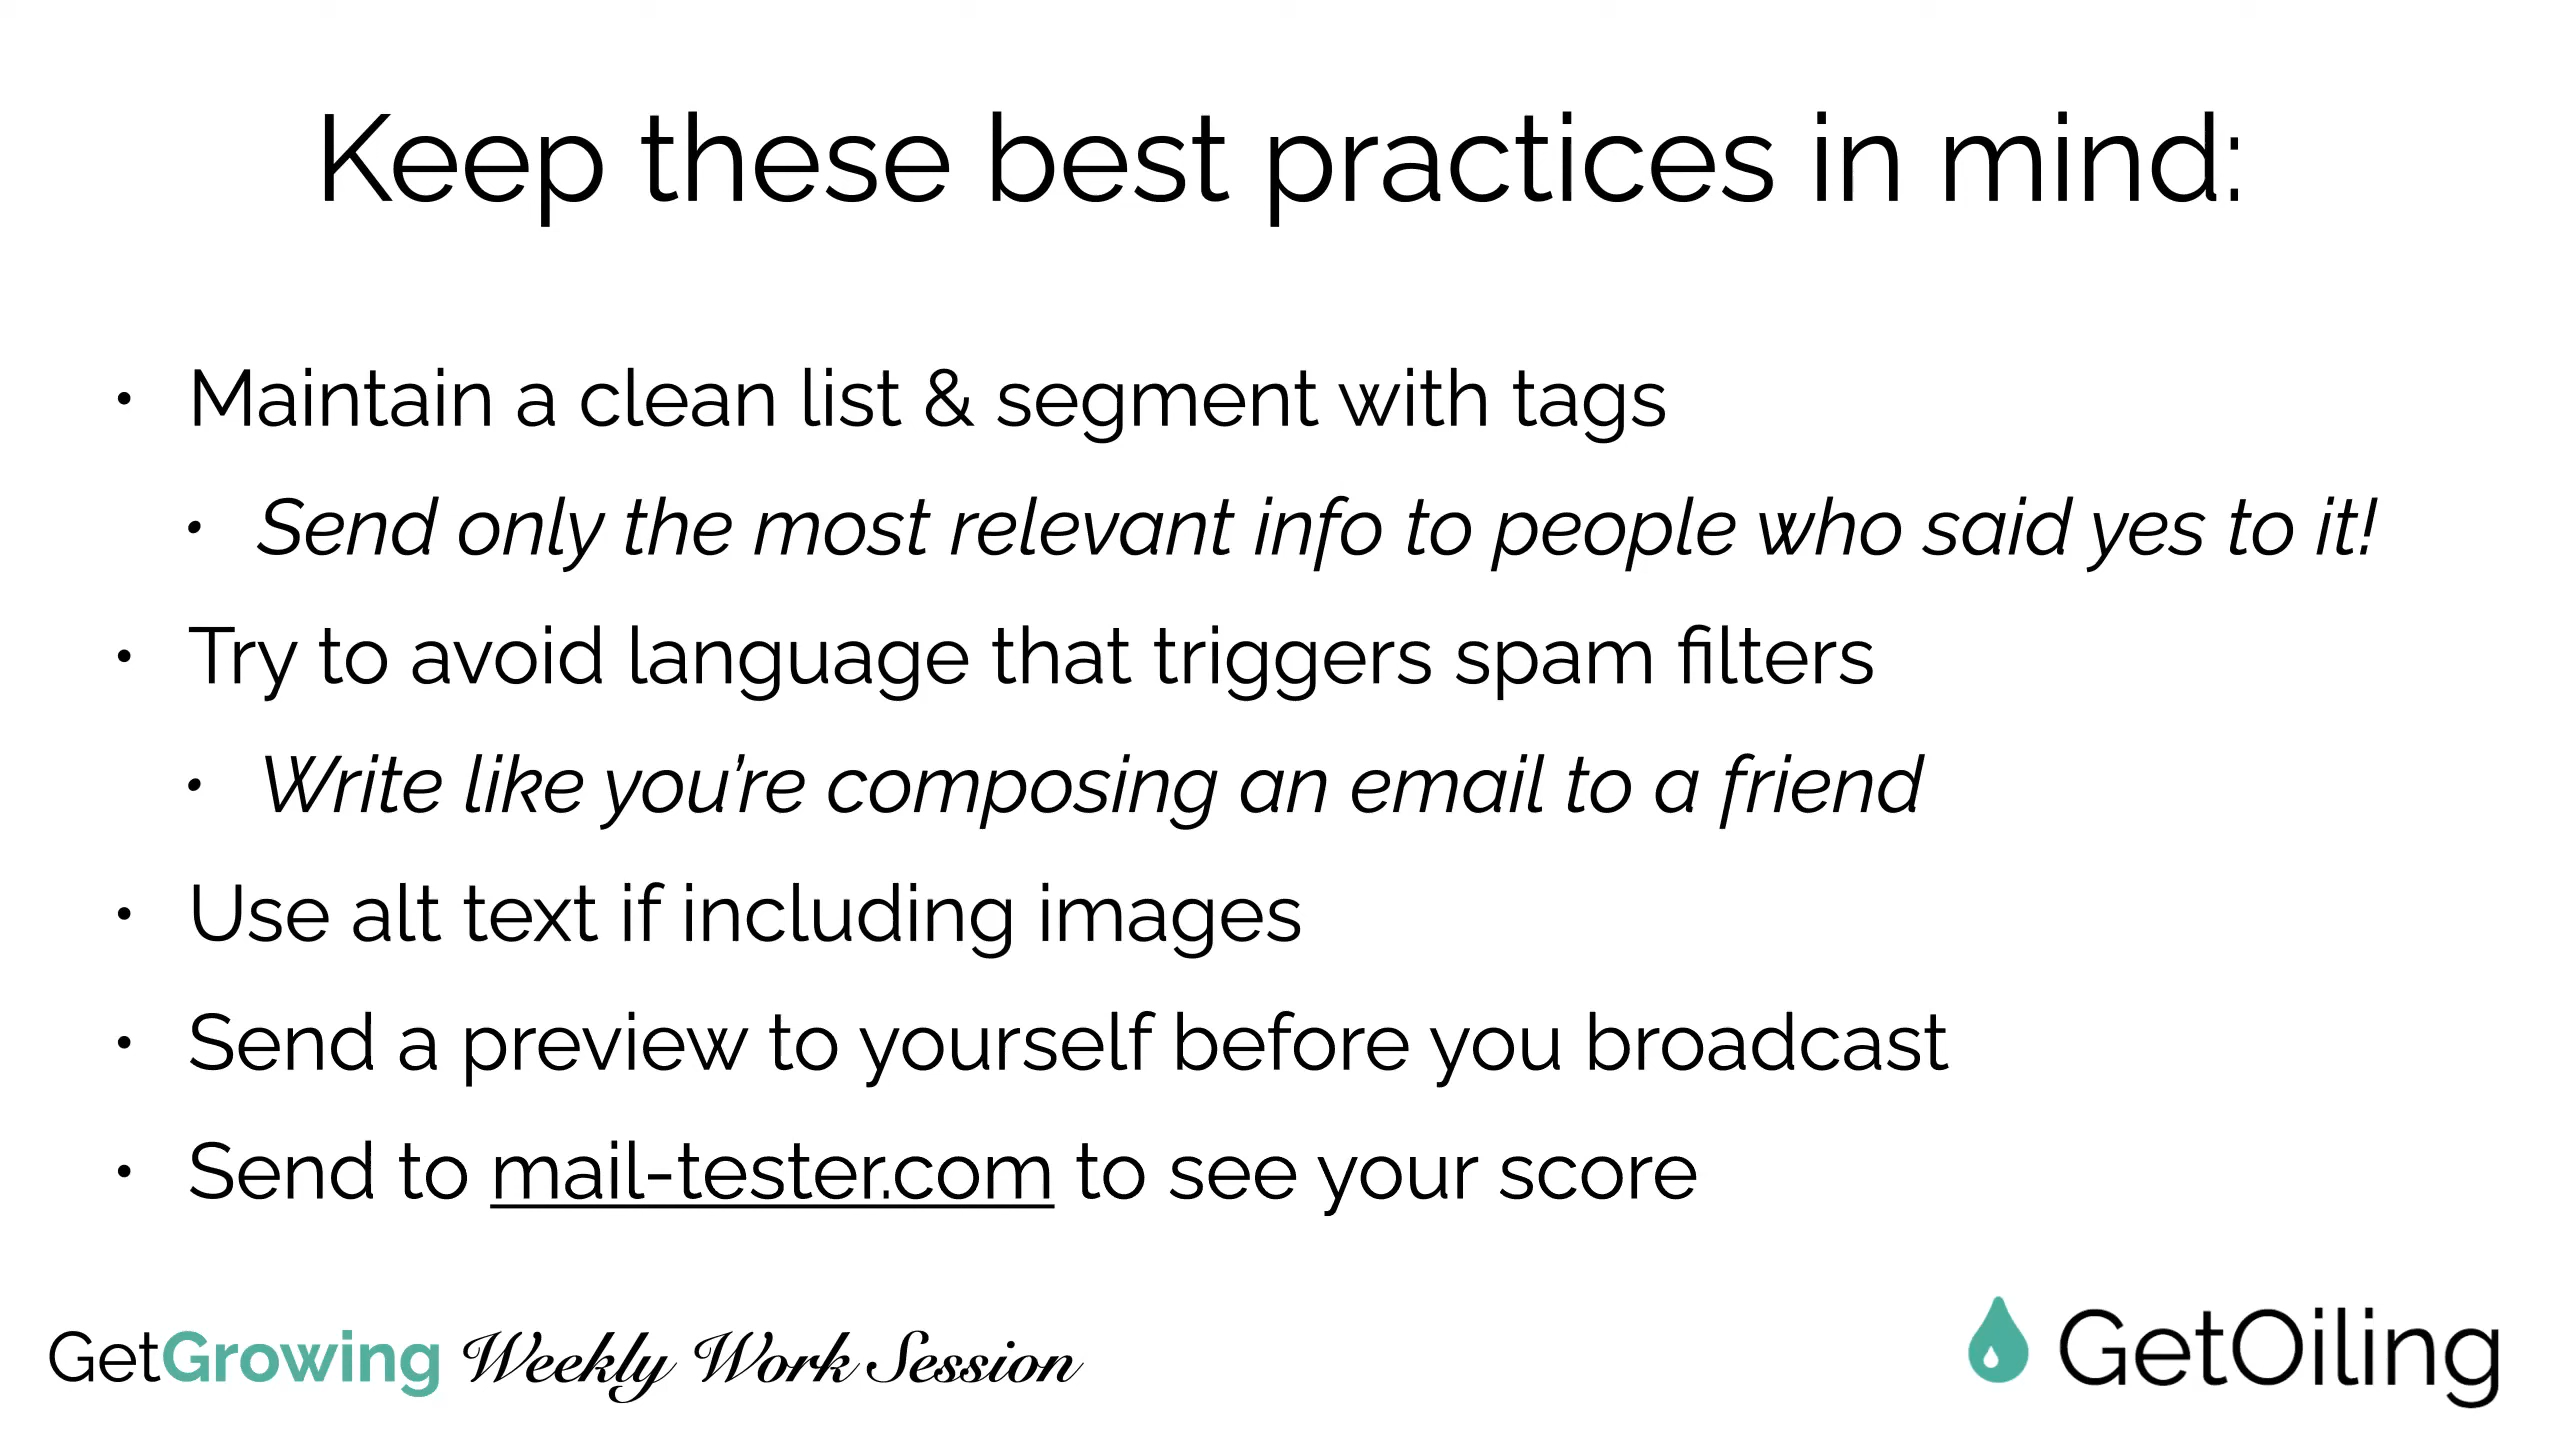 Keep these best practices in mind:
• Maintain a clean list & segment with tags
• Send only the most relevant info to people who said yes to it!
• Try to avoid language that triggers spam filters
• Write like you’re composing an email to a friend
• Use alt text if including images
• Send a preview to yourself before you broadcast
• Send to mail-tester.com to see your score
GetGrowing Weekly Work Session
GetOiling